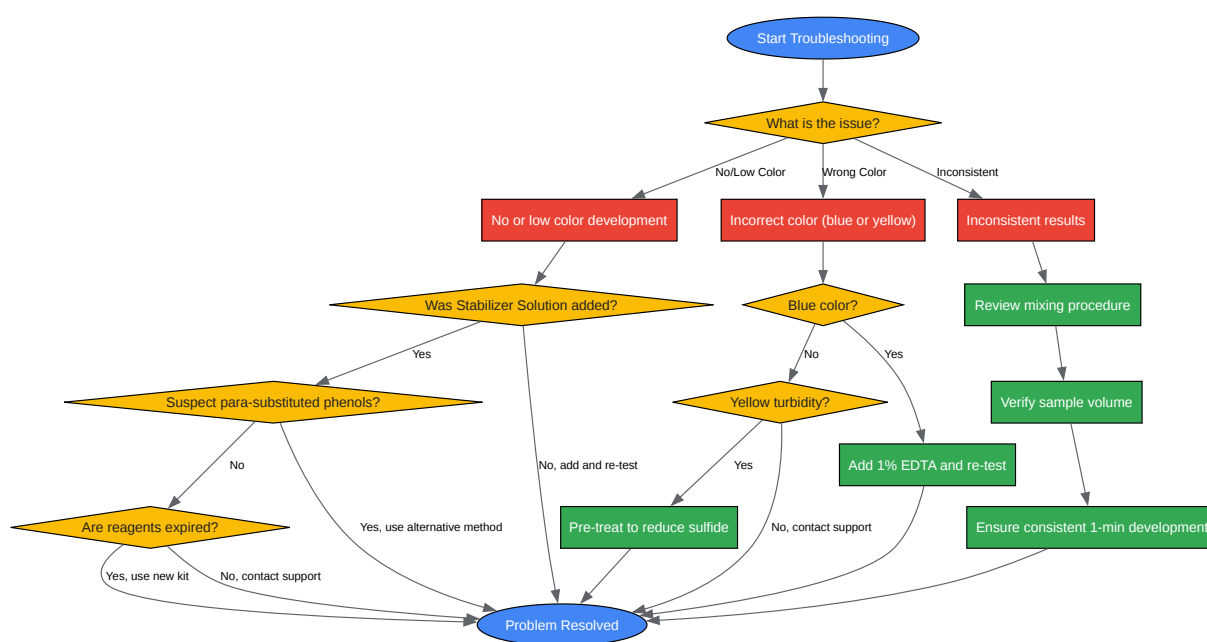 Start Troubleshooting
What is the issue?
No/Low Color
Wrong Color
Inconsistent
No or low color development
Incorrect color (blue or yellow)
Inconsistent results
Was Stabilizer Solution added?
Blue color?
Review mixing procedure
Yes
No
Yes
Suspect para-substituted phenols?
Yellow turbidity?
Verify sample volume
No
No, add and re-test
Yes
Add 1% EDTA and re-test
Are reagents expired?
Yes, use alternative method
Pre-treat to reduce sulfide
No, contact support
Ensure consistent 1-min development
Yes, use new kit
No, contact support
Problem Resolved